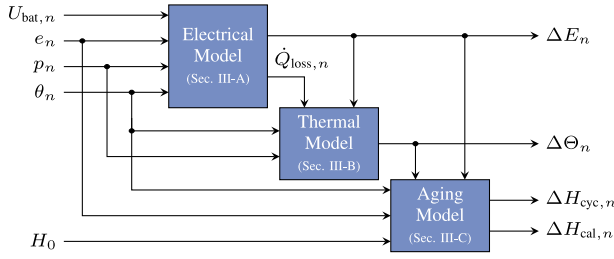 U_bat, n
e_n
p_n
θ_n
H_0
Electrical
Model
(Sec. III-A)
Q̇_loss, n
Thermal
Model
(Sec. III-B)
Aging
Model
(Sec. III-C)
ΔE_n
ΔΘ_n
ΔH_cyc, n
ΔH_cal, n